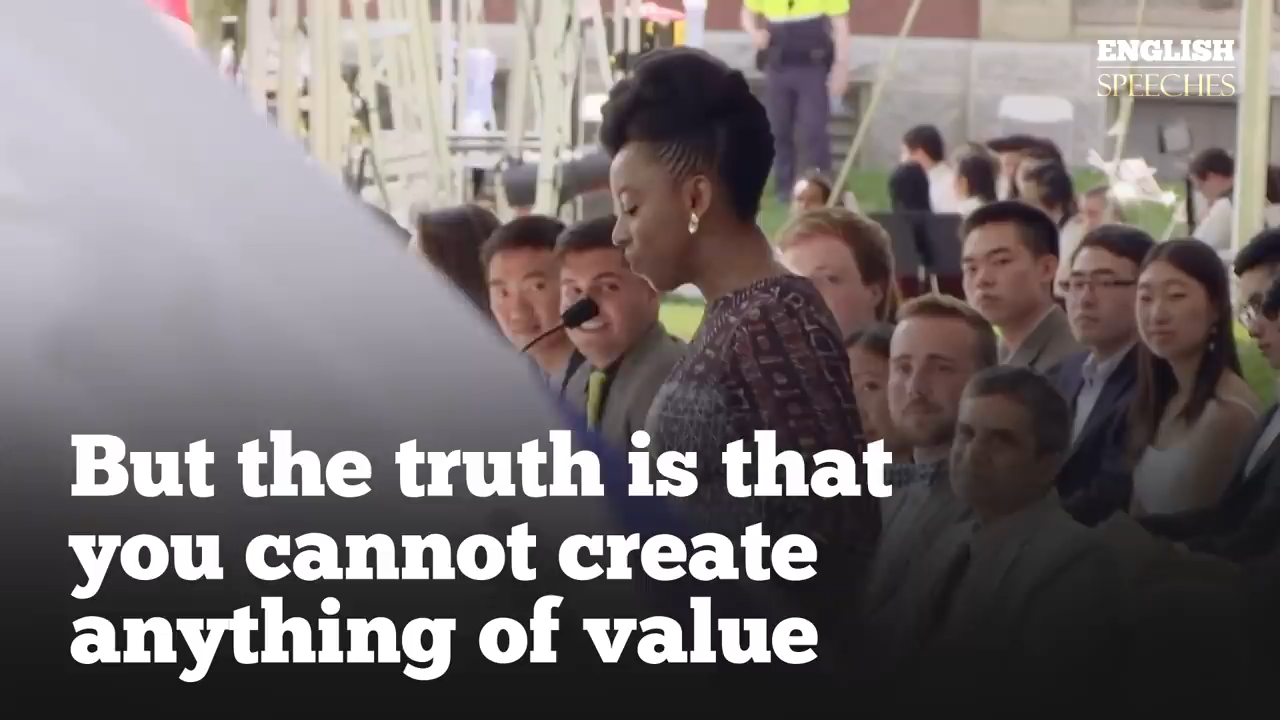 ENGLISH
SPEECHES
But the truth is that
you cannot create
anything of value